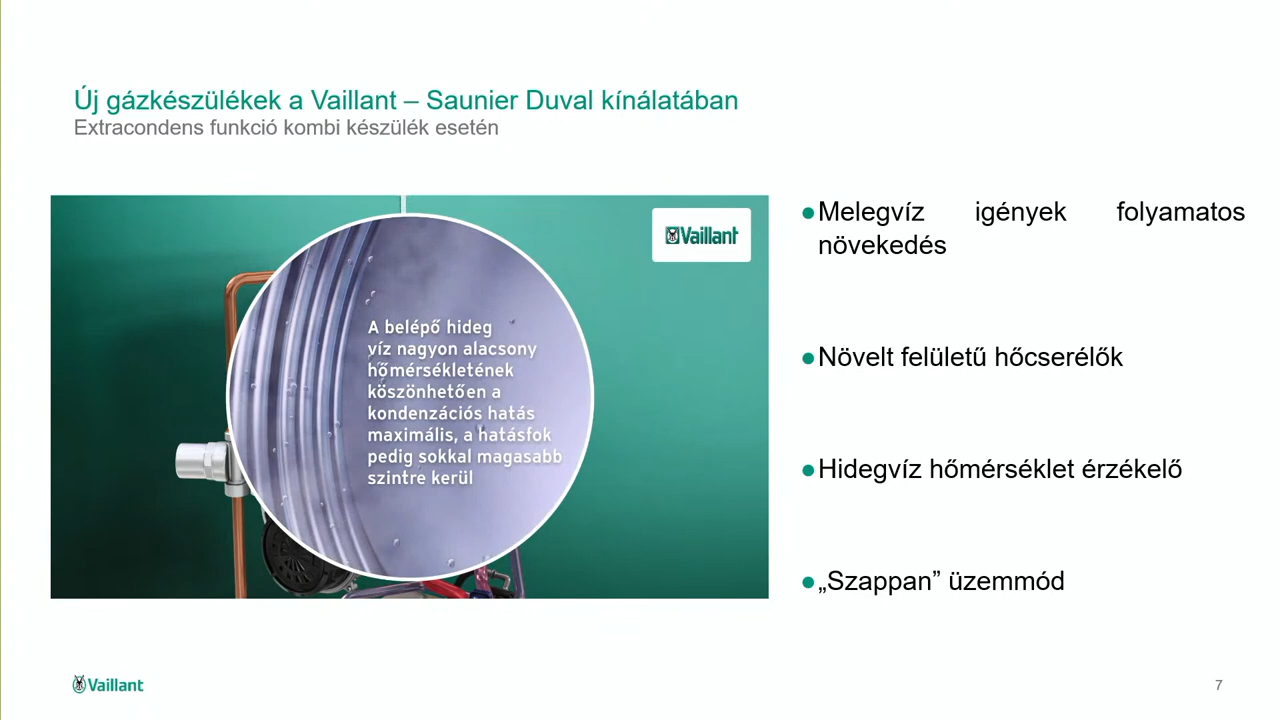 Új gázkészülékek a Vaillant – Saunier Duval kínálatában
Extracondens funkció kombi készülék esetén
Vaillant
A belépő hideg
víz nagyon alacsony
hőmérsékletének
köszönhetően a
kondenzációs hatás
maximális, a hatásfok
pedig sokkal magasabb
szintre kerül
●Melegvíz igények folyamatos
növekedés
●Növelt felületű hőcserélők
●Hidegvíz hőmérséklet érzékelő
●„Szappan” üzemmód
Vaillant
7